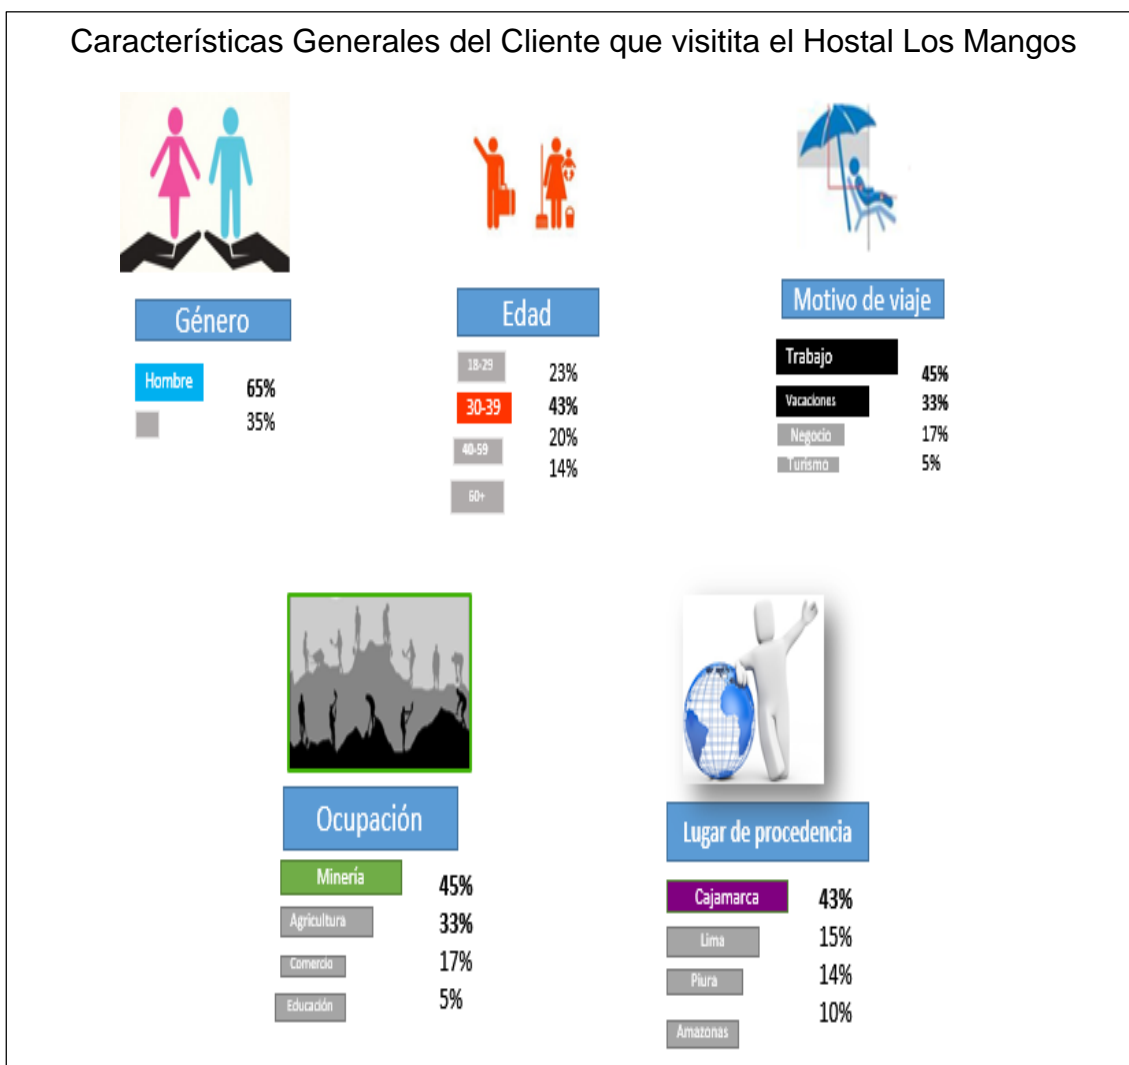 Características Generales del Cliente que visitita el Hostal Los Mangos
Género
Hombre 65%
35%
Edad
18-29 23%
30-39 43%
40-59 20%
60+ 14%
Motivo de viaje
Trabajo 45%
Vacaciones 33%
Negocio 17%
Turismo 5%
Ocupación
Minería 45%
Agricultura 33%
Comercio 17%
Educación 5%
Lugar de procedencia
Cajamarca 43%
Lima 15%
Piura 14%
Amazonas 10%